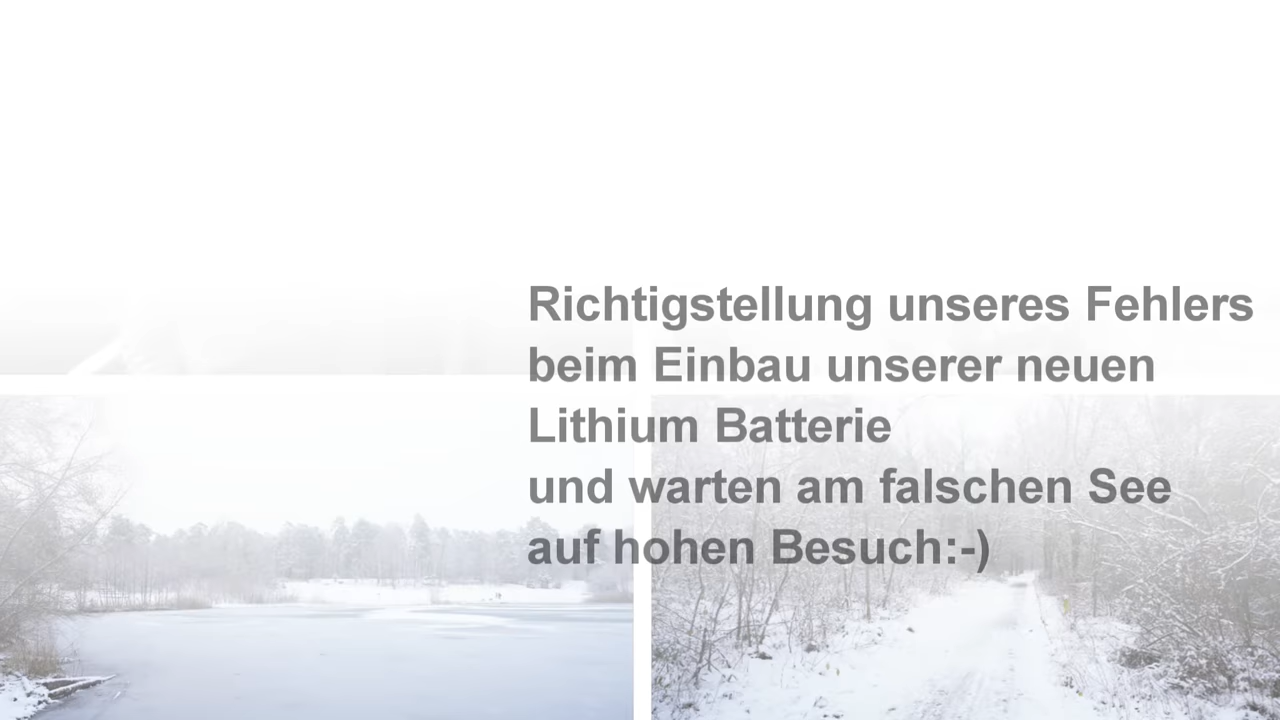 Richtigstellung unseres Fehlers
beim Einbau unserer neuen
Lithium Batterie
und warten am falschen See
auf hohen Besuch:-)